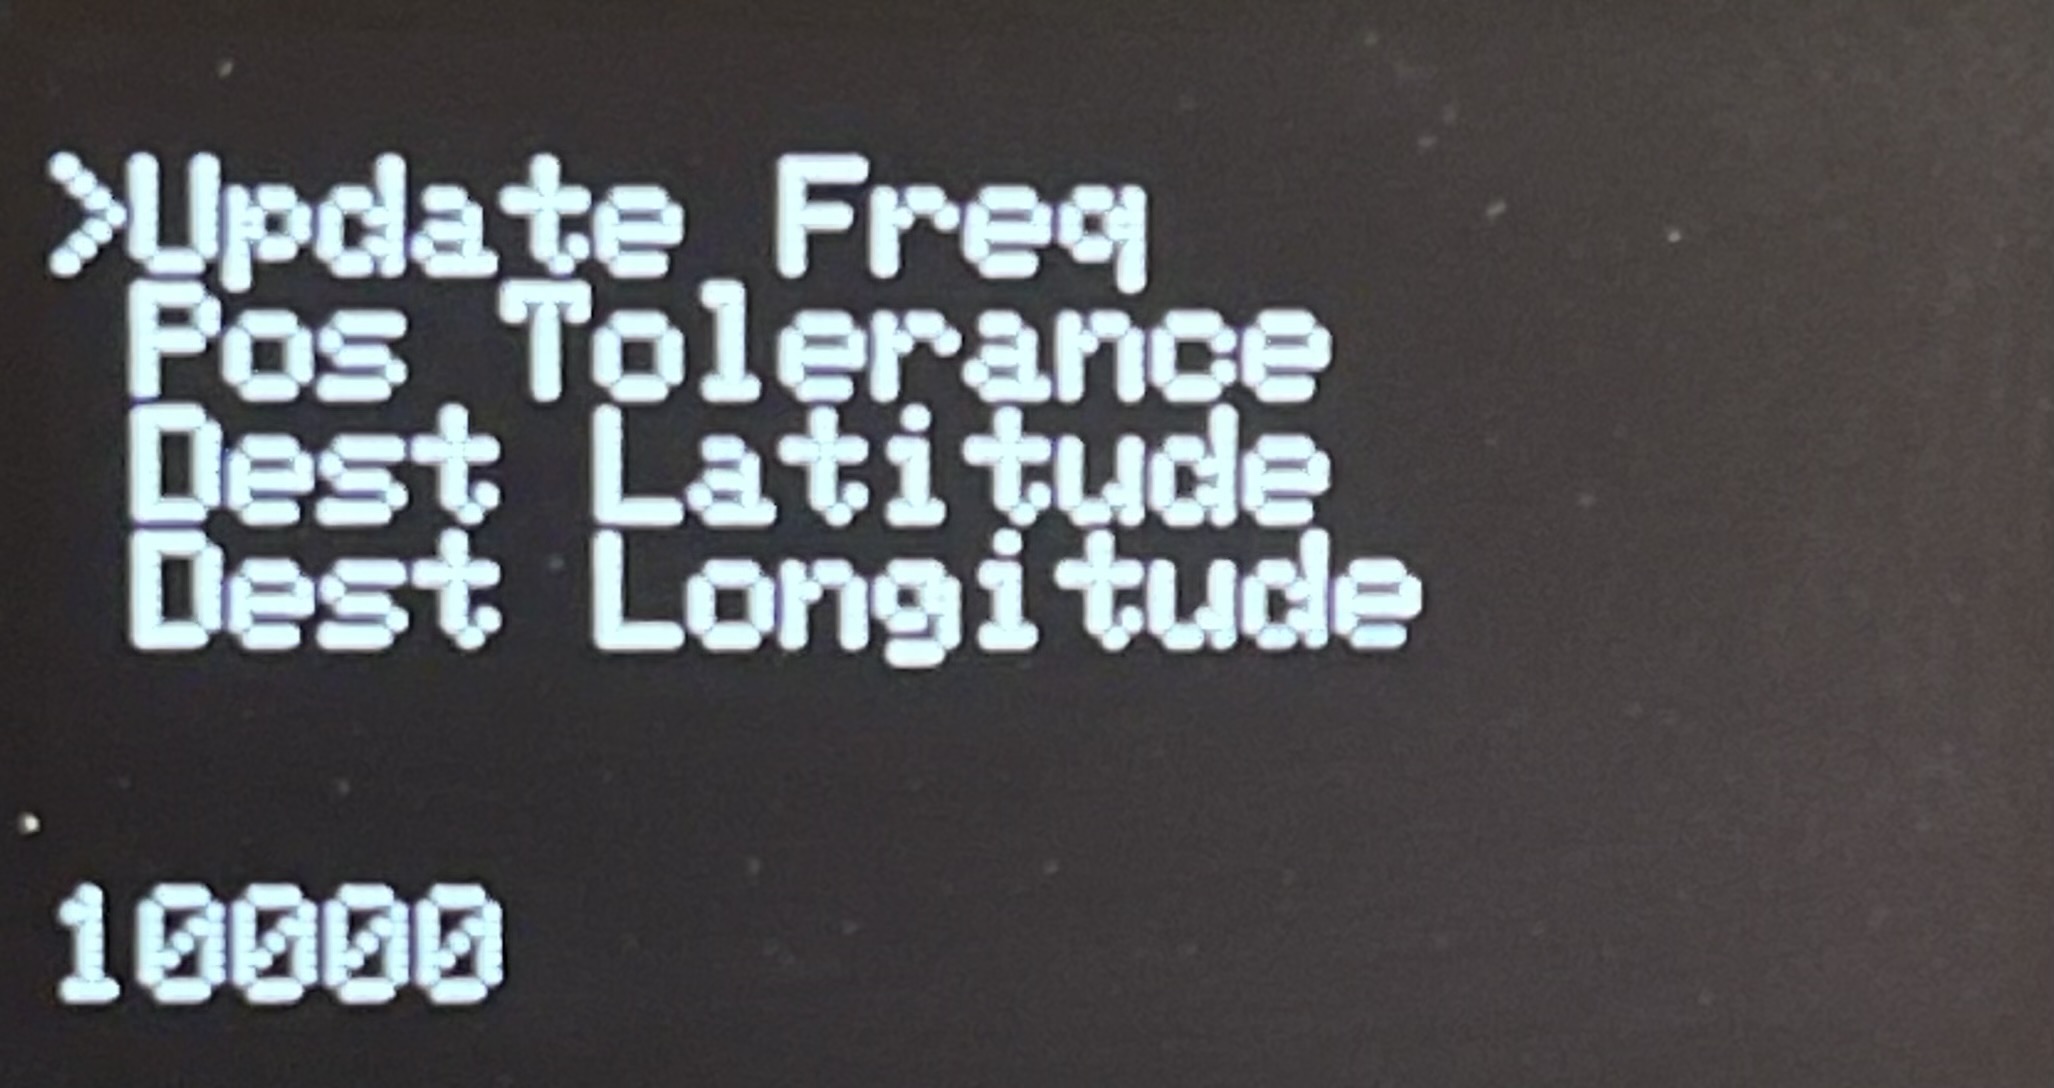 >Update Freq
Pos Tolerance
Dest Latitude
Dest Longitude
10000